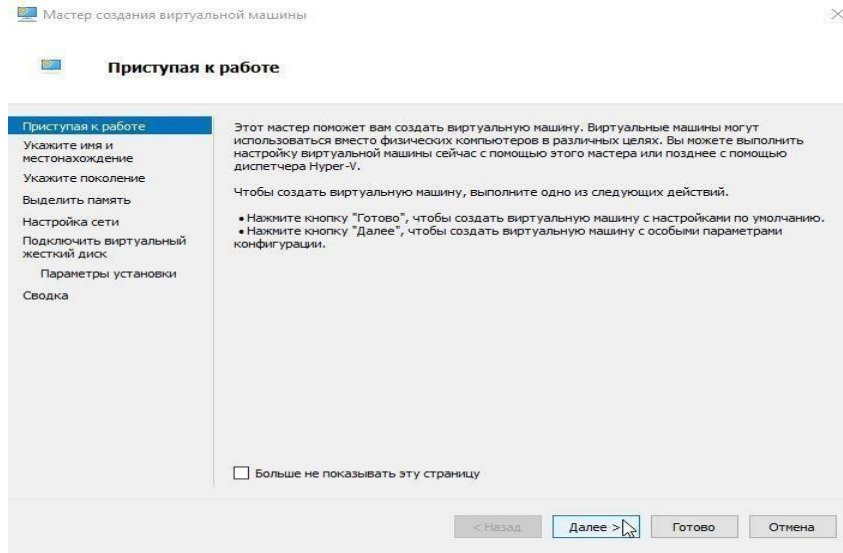 Мастер создания виртуальной машины
Приступая к работе
Приступая к работе
Укажите имя и
местонахождение
Укажите поколение
Выделить память
Настройка сети
Подключить виртуальный
жесткий диск
Параметры установки
Сводка
Этот мастер поможет вам создать виртуальную машину. Виртуальные машины могут
использоваться вместо физических компьютеров в различных целях. Вы можете выполнить
настройку виртуальной машины сейчас с помощью этого мастера или позднее с помощью
диспетчера Hyper-V.
Чтобы создать виртуальную машину, выполните одно из следующих действий.
• Нажмите кнопку "Готово", чтобы создать виртуальную машину с настройками по умолчанию.
• Нажмите кнопку "Далее", чтобы создать виртуальную машину с особыми параметрами
конфигурации.
Больше не показывать эту страницу
< Назад
Далее >
Готово
Отмена